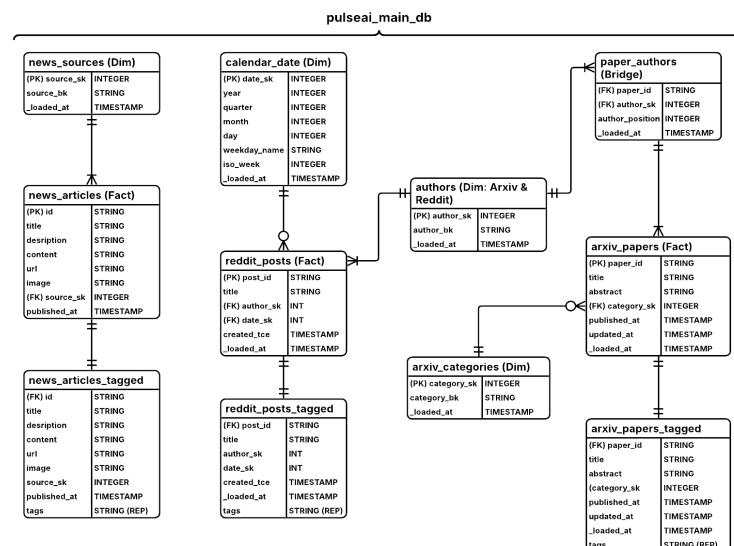 pulseai_main_db
news_sources (Dim)
(PK) source_sk INTEGER
source_bk STRING
_loaded_at TIMESTAMP
news_articles (Fact)
(PK) id STRING
title STRING
desription STRING
content STRING
url STRING
image STRING
(FK) source_sk INTEGER
published_at TIMESTAMP
news_articles_tagged
(FK) id STRING
title STRING
desription STRING
content STRING
url STRING
image STRING
source_sk INTEGER
published_at TIMESTAMP
tags STRING (REP)
calendar_date (Dim)
(PK) date_sk INTEGER
year INTEGER
quarter INTEGER
month INTEGER
day INTEGER
weekday_name STRING
iso_week INTEGER
_loaded_at TIMESTAMP
reddit_posts (Fact)
(PK) post_id STRING
title STRING
(FK) author_sk INT
(FK) date_sk INT
created_tce TIMESTAMP
_loaded_at TIMESTAMP
reddit_posts_tagged
(FK) post_id STRING
title STRING
author_sk INT
date_sk INT
created_tce TIMESTAMP
_loaded_at TIMESTAMP
tags STRING (REP)
authors (Dim: Arxiv &
Reddit)
(PK) author_sk INTEGER
author_bk STRING
_loaded_at TIMESTAMP
arxiv_categories (Dim)
(PK) category_sk INTEGER
category_bk STRING
_loaded_at TIMESTAMP
paper_authors
(Bridge)
(FK) paper_id STRING
(FK) author_sk INTEGER
author_position INTEGER
_loaded_at TIMESTAMP
arxiv_papers (Fact)
(PK) paper_id STRING
title STRING
abstract STRING
(FK) category_sk INTEGER
published_at TIMESTAMP
updated_at TIMESTAMP
_loaded_at TIMESTAMP
arxiv_papers_tagged
(FK) paper_id STRING
title STRING
abstract STRING
(category_sk INTEGER
published_at TIMESTAMP
updated_at TIMESTAMP
_loaded_at TIMESTAMP
tags STRING (REP)